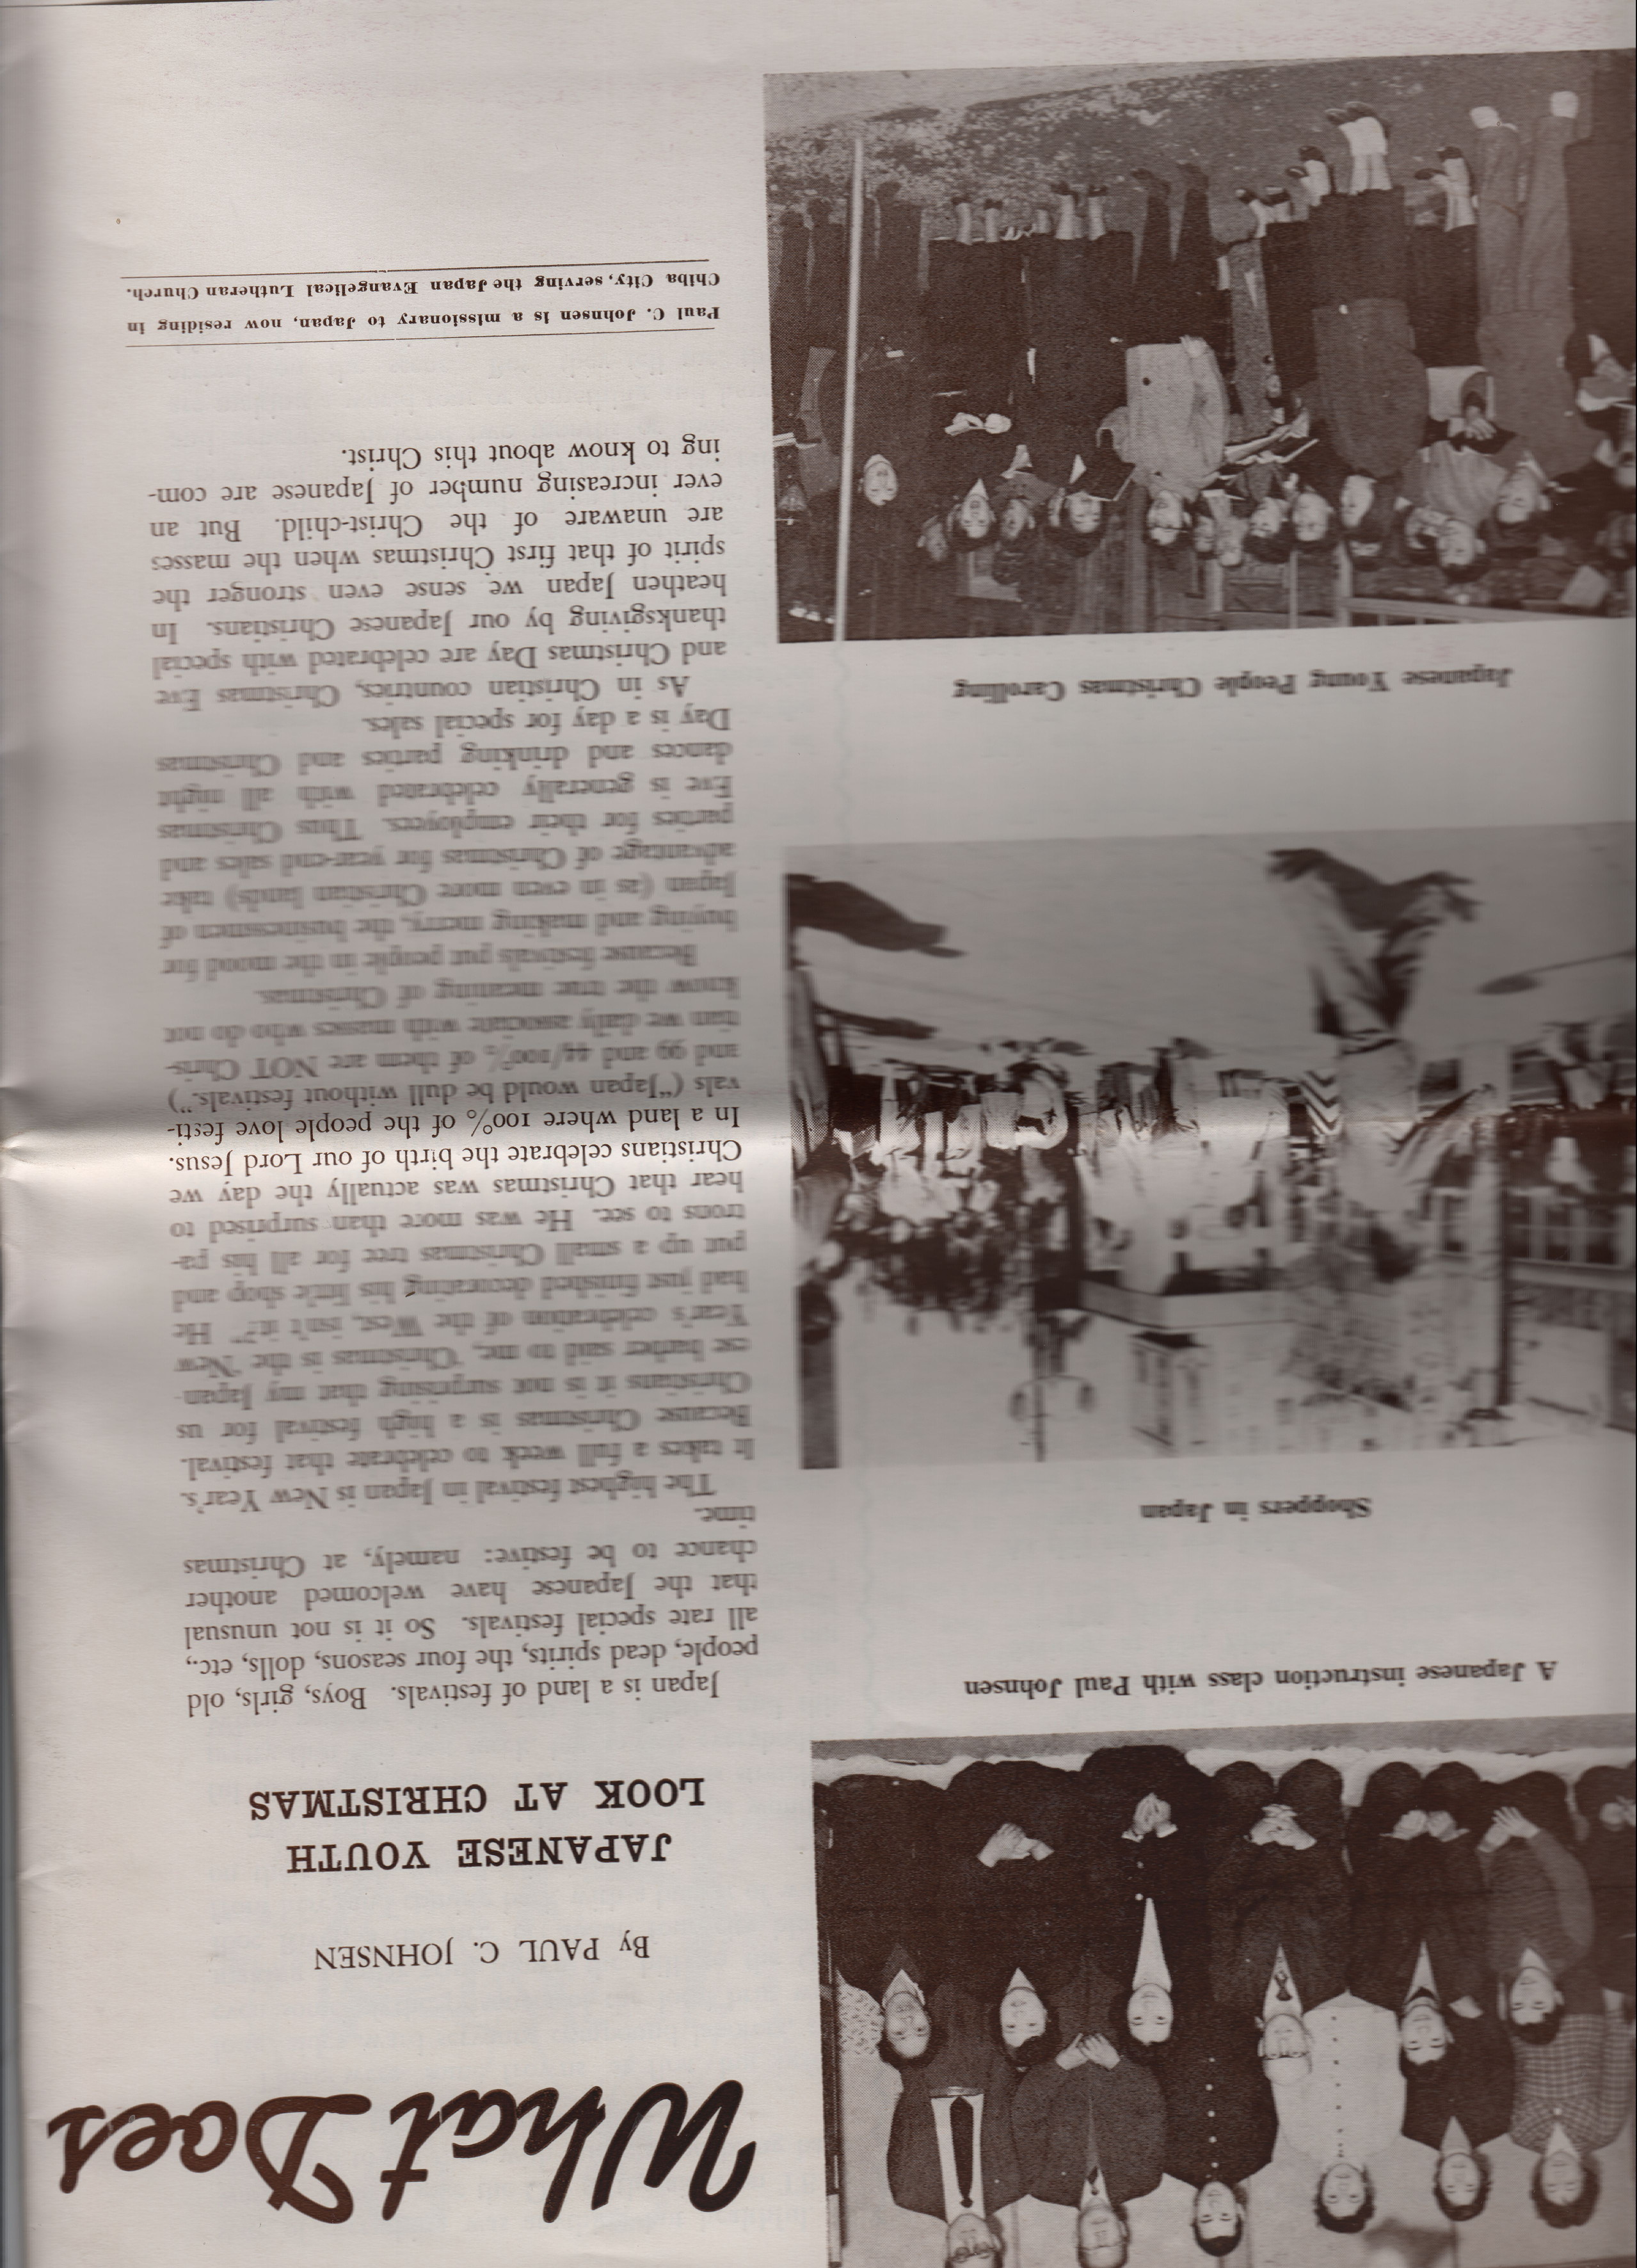 What Does
By PAUL C. JOHNSEN
JAPANESE YOUTH
LOOK AT CHRISTMAS
Japan is a land of festivals. Boys, girls, old
people, dead spirits, the four seasons, dolls, etc.,
all rate special festivals. So it is not unusual
that the Japanese have welcomed another
chance to be festive: namely, at Christmas
time.
The highest festival in Japan is New Year's.
It takes a full week to celebrate that festival.
Because Christmas is a high festival for us
Christians it is not surprising that my Japan-
ese barber said to me, "Christmas is the 'New
Year's celebration of the West, isn't it?" He
had just finished decorating his little shop and
put up a small Christmas tree for all his pa-
trons to see. He was more than surprised to
hear that Christmas was actually the day we
Christians celebrate the birth of our Lord Jesus.
In a land where 100% of the people love festi-
vals ("Japan would be dull without festivals.")
and 99 and 44/100% of them are NOT Chris-
tian we daily associate with masses who do not
know the true meaning of Christmas.
Because festivals put people in the mood for
buying and making merry, the businessmen of
Japan (as in even more Christian lands) take
advantage of Christmas for year-end sales and
parties for their employees. Thus Christmas
Eve is generally celebrated with all night
dances and drinking parties and Christmas
Day is a day for special sales.
As in Christian countries, Christmas Eve
and Christmas Day are celebrated with special
thanksgiving by our Japanese Christians. In
heathen Japan we sense even stronger the
spirit of that first Christmas when the masses
are unaware of the Christ-child. But an
ever increasing number of Japanese are com-
ing to know about this Christ.
Paul C. Johnsen is a missionary to Japan, now residing in
Chiba City, serving the Japan Evangelical Lutheran Church.
A Japanese instruction class with Paul Johnsen
Shoppers in Japan
Japanese Young People Christmas Carolling